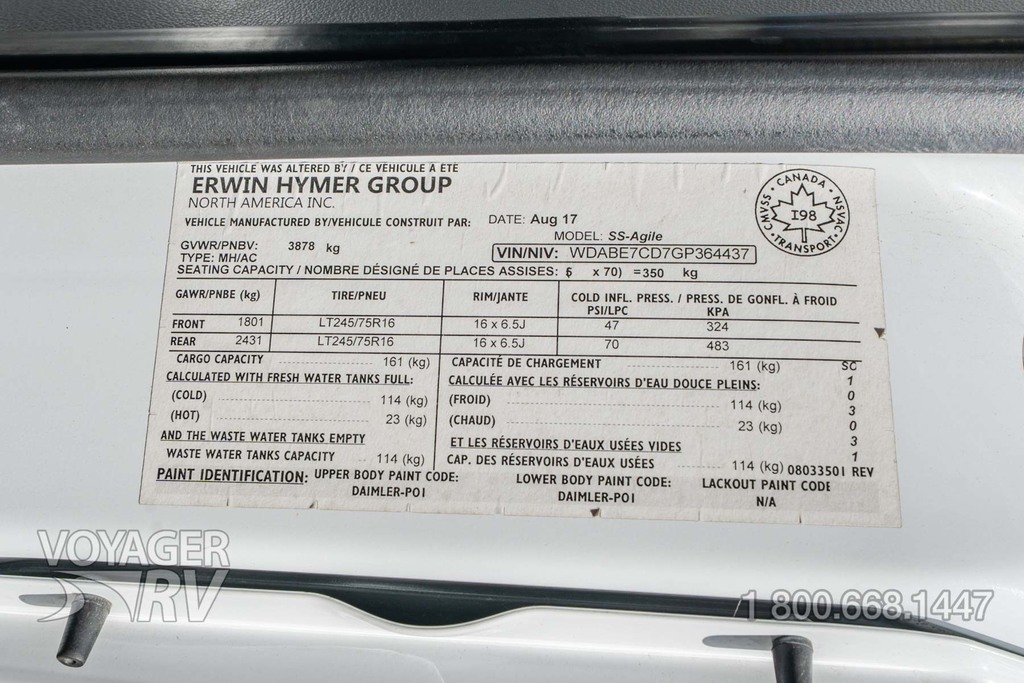 THIS VEHICLE WAS ALTERED BY / CE VÉHICULE A ÉTÉ
ERWIN HYMER GROUP
NORTH AMERICA INC.
VEHICLE MANUFACTURED BY/VEHICULE CONSTRUIT PAR: DATE: Aug 17
MODEL: SS-Agile
GVWR/PNBV: 3878 kg
VIN/NIV: WDABE7CD7GP364437
TYPE: MH/AC
SEATING CAPACITY / NOMBRE DÉSIGNÉ DE PLACES ASSISES: x 70) =350 kg
CMVSS · CANADA · NSVAC · TRANSPORT
198
GAWR/PNBE (kg) TIRE/PNEU RIM/JANTE COLD INFL. PRESS. / PRESS. DE GONFL. À FROID
PSI/LPC KPA
FRONT 1801 LT245/75R16 16 x 6.5J 47 324
REAR 2431 LT245/75R16 16 x 6.5J 70 483
CARGO CAPACITY 161 (kg) CAPACITÉ DE CHARGEMENT 161 (kg)
CALCULATED WITH FRESH WATER TANKS FULL: CALCULÉE AVEC LES RÉSERVOIRS D'EAU DOUCE PLEINS:
(COLD) 114 (kg) (FROID) 114 (kg)
(HOT) 23 (kg) (CHAUD) 23 (kg)
AND THE WASTE WATER TANKS EMPTY ET LES RÉSERVOIRS D'EAUX USÉES VIDES
WASTE WATER TANKS CAPACITY 114 (kg) CAP. DES RÉSERVOIRS D'EAUX USÉES 114 (kg) 08033501 REV
SC
1
0
3
0
3
1
PAINT IDENTIFICATION: UPPER BODY PAINT CODE: LOWER BODY PAINT CODE: LACKOUT PAINT CODE
DAIMLER-PO1 DAIMLER-PO1 N/A
VOYAGER
RV
1 800.668.1447